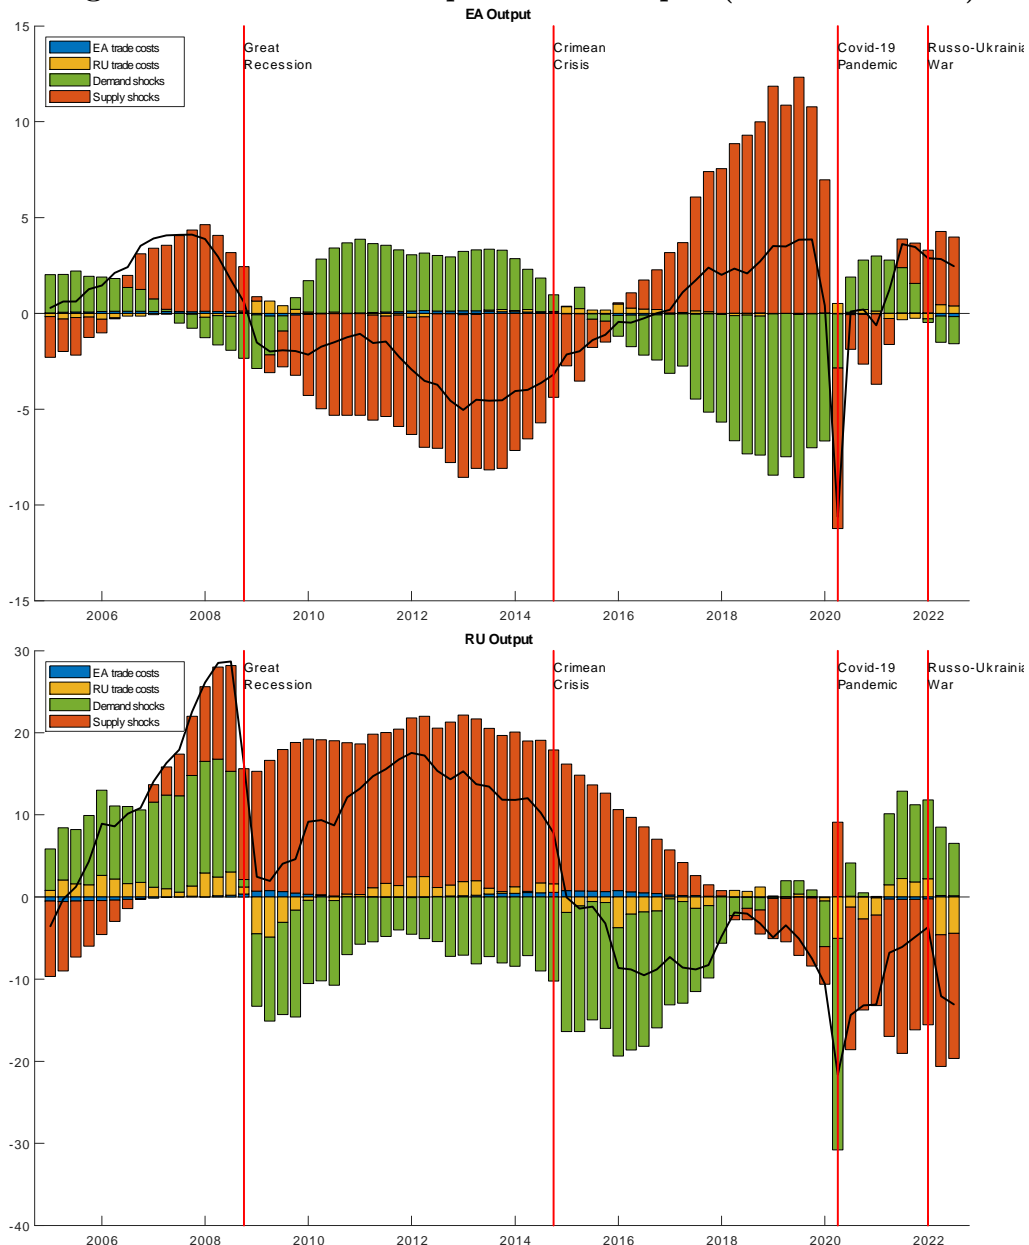 EA Output
15
10
5
0
-5
-10
-15
EA trade costs
RU trade costs
Demand shocks
Supply shocks
Great
Recession
Crimean
Crisis
Covid-19
Pandemic
Russo-Ukrainia
War
2006 2008 2010 2012 2014 2016 2018 2020 2022
RU Output
30
20
10
0
-10
-20
-30
-40
EA trade costs
RU trade costs
Demand shocks
Supply shocks
Great
Recession
Crimean
Crisis
Covid-19
Pandemic
Russo-Ukrainia
War
2006 2008 2010 2012 2014 2016 2018 2020 2022